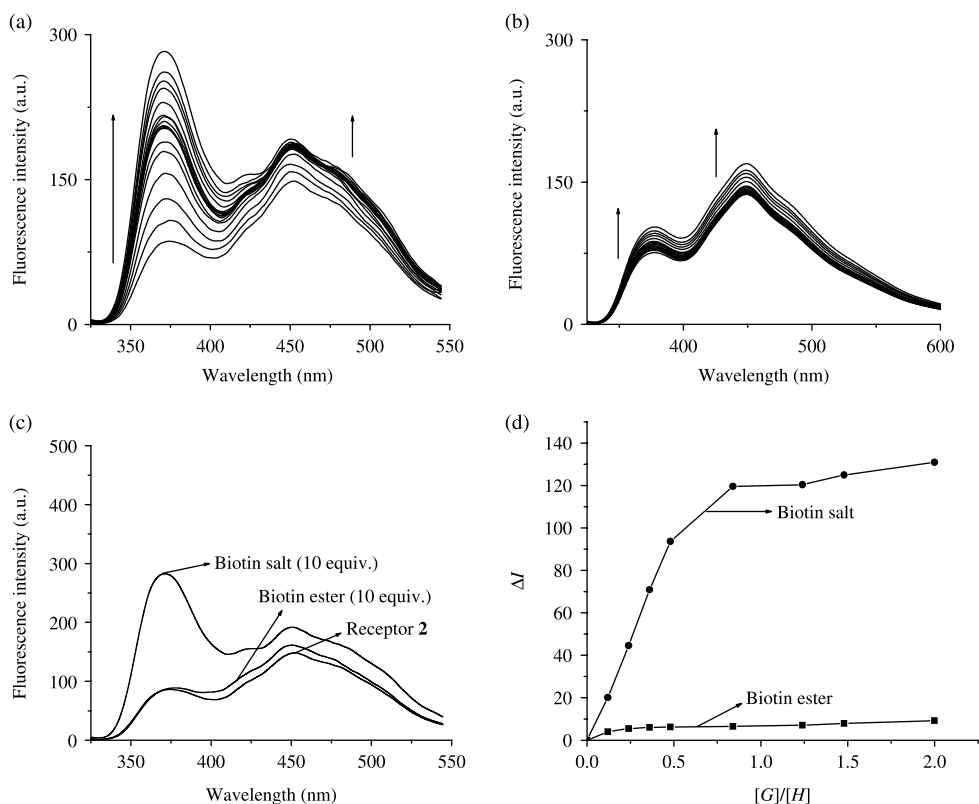 (a)
300
150
0
Fluorescence intensity (a.u.)
350 400 450 500 550
Wavelength (nm)
(b)
300
150
0
Fluorescence intensity (a.u.)
400 500 600
Wavelength (nm)
(c)
500
400
300
200
100
0
Fluorescence intensity (a.u.)
Biotin salt (10 equiv.)
Biotin ester (10 equiv.)
Receptor 2
350 400 450 500 550
Wavelength (nm)
(d)
140
120
100
80
60
40
20
0
ΔI
Biotin salt
Biotin ester
0.0 0.5 1.0 1.5 2.0
[G]/[H]